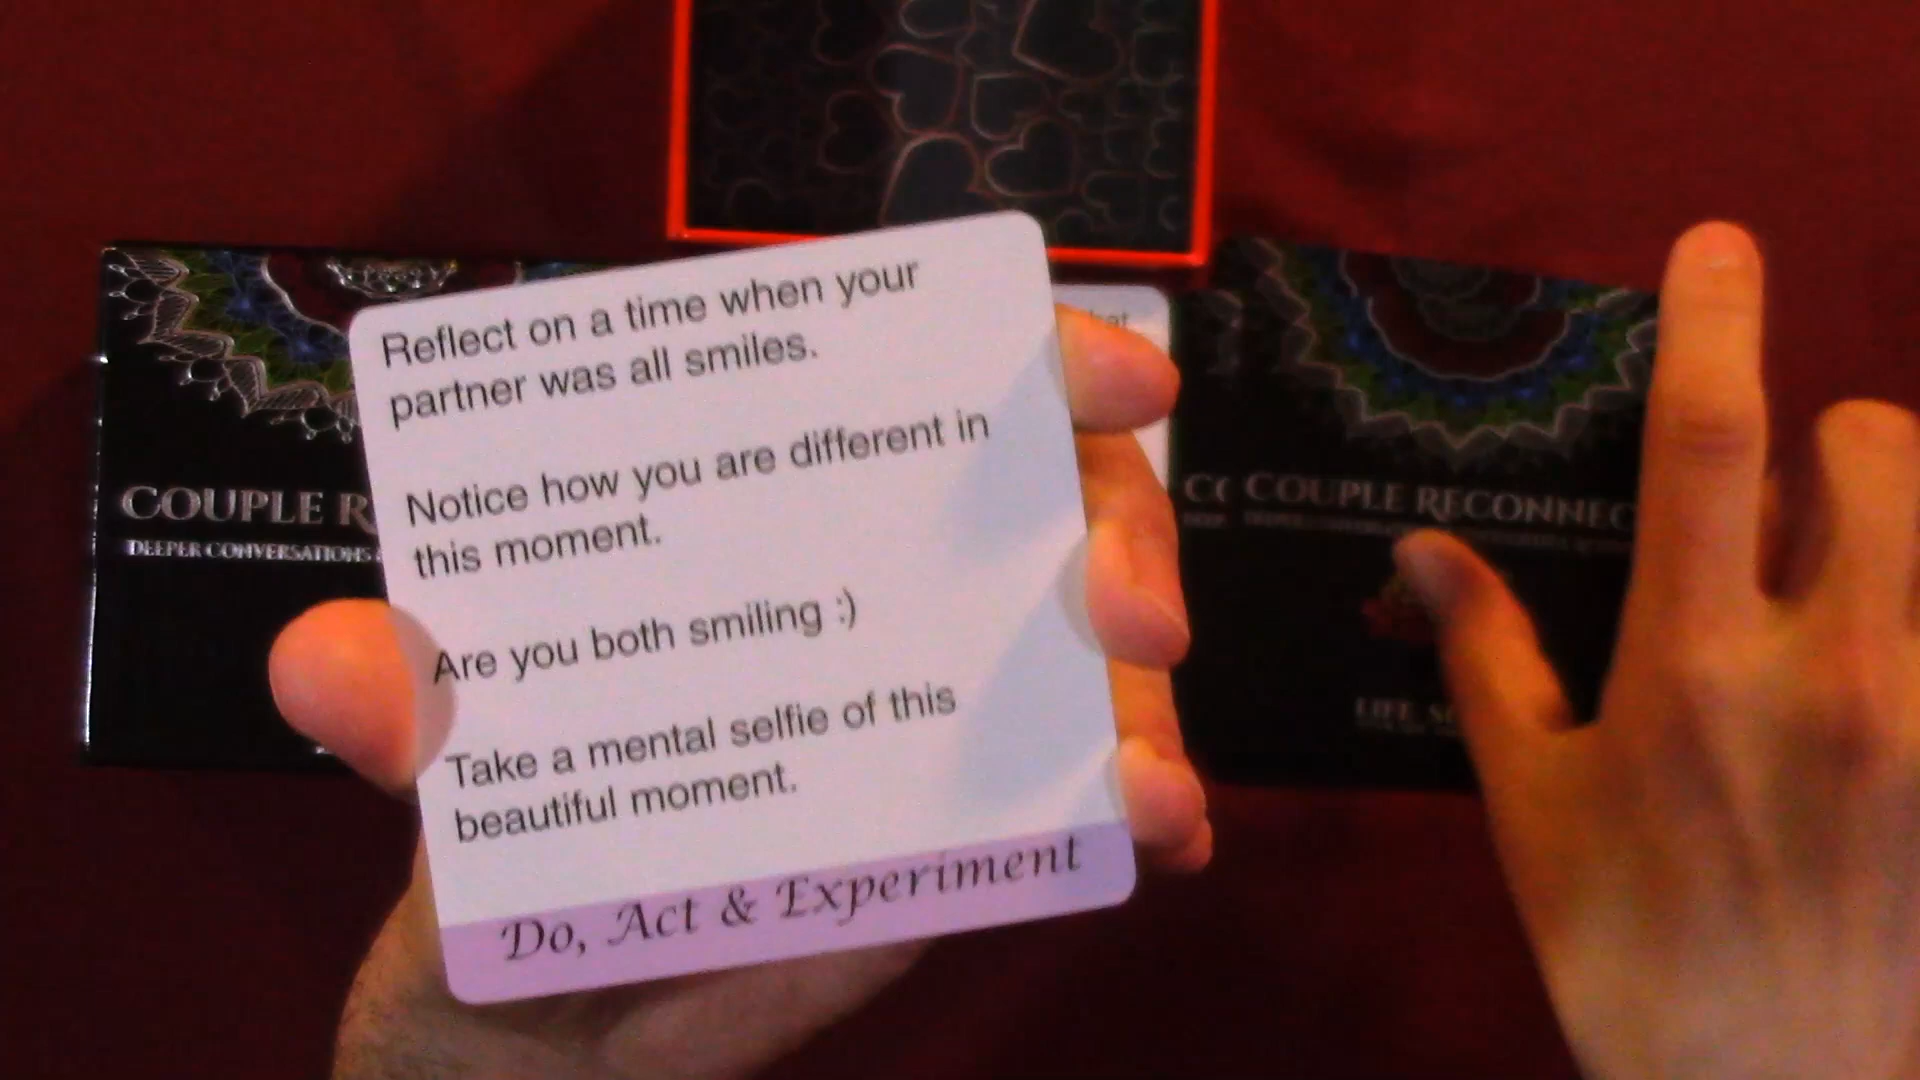 Reflect on a time when your
partner was all smiles.
Notice how you are different in
this moment.
Are you both smiling :)
Take a mental selfie of this
beautiful moment.
Do, Act & Experiment
COUPLE R
DEEPER CONVERSATIONS
COUPLE RECONNEC
LIFE, S